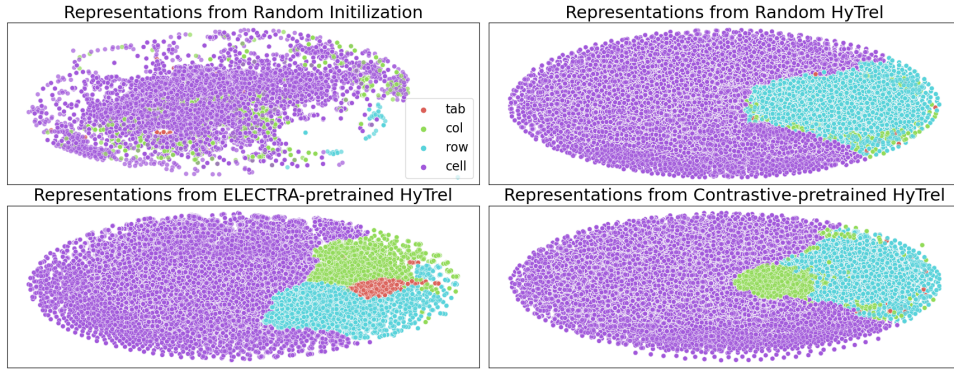 Representations from Random Initilization
Representations from Random HyTrel
tab
col
row
cell
Representations from ELECTRA-pretrained HyTrel
Representations from Contrastive-pretrained HyTrel